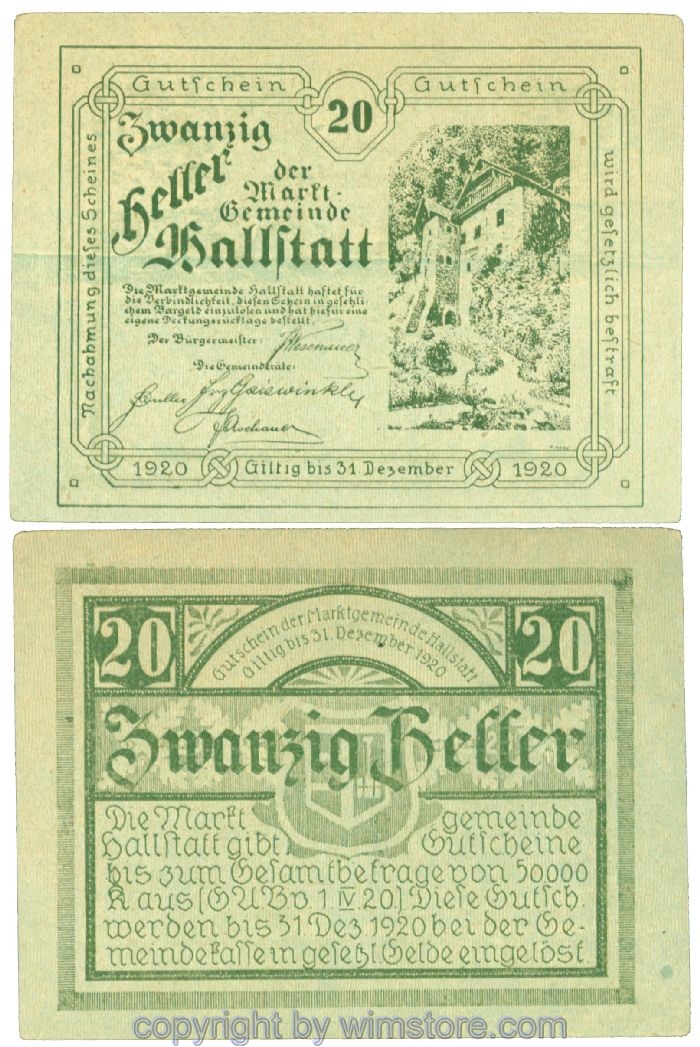 Gutschein
20
Gutschein
Nachahmung dieses Scheines
wird gesetzlich bestraft
Zwanzig
Heller
der
Markt-
Gemeinde
Hallstatt
Die Marktgemeinde Hallstatt haftet für
die Verbindlichkeit, diesen Schein in gesetzli-
chem Bargeld einzulösen und hat hiefür eine
eigene Deckungsrücklage bestellt.
Der Bürgermeister:
Die Gemeinderäte:
Gaiswinkler
Aschauer
1920
Giltig bis 31. Dezember
1920
20
Gutschein der Marktgemeinde Hallstatt
Giltig bis 31. Dezember 1920
20
Zwanzig Heller
Die Markt gemeinde
Hallstatt gibt Gutscheine
bis zum Gesamtbetrage von 50000
K aus (G A B v. 1. IV 20.) Diese Gutsch.
werden bis 31. Dez. 1920 bei der Ge-
meindekasse in gesetzl. Gelde eingelöst.
copyright by wimstore.com